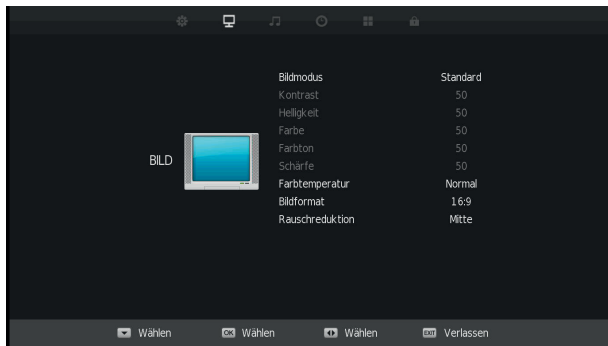 Bildmodus Standard
Kontrast 50
Helligkeit 50
Farbe 50
Farbton 50
BILD
Schärfe 50
Farbtemperatur Normal
Bildformat 16:9
Rauschreduktion Mitte
Wählen OK Wählen Wählen EXIT Verlassen